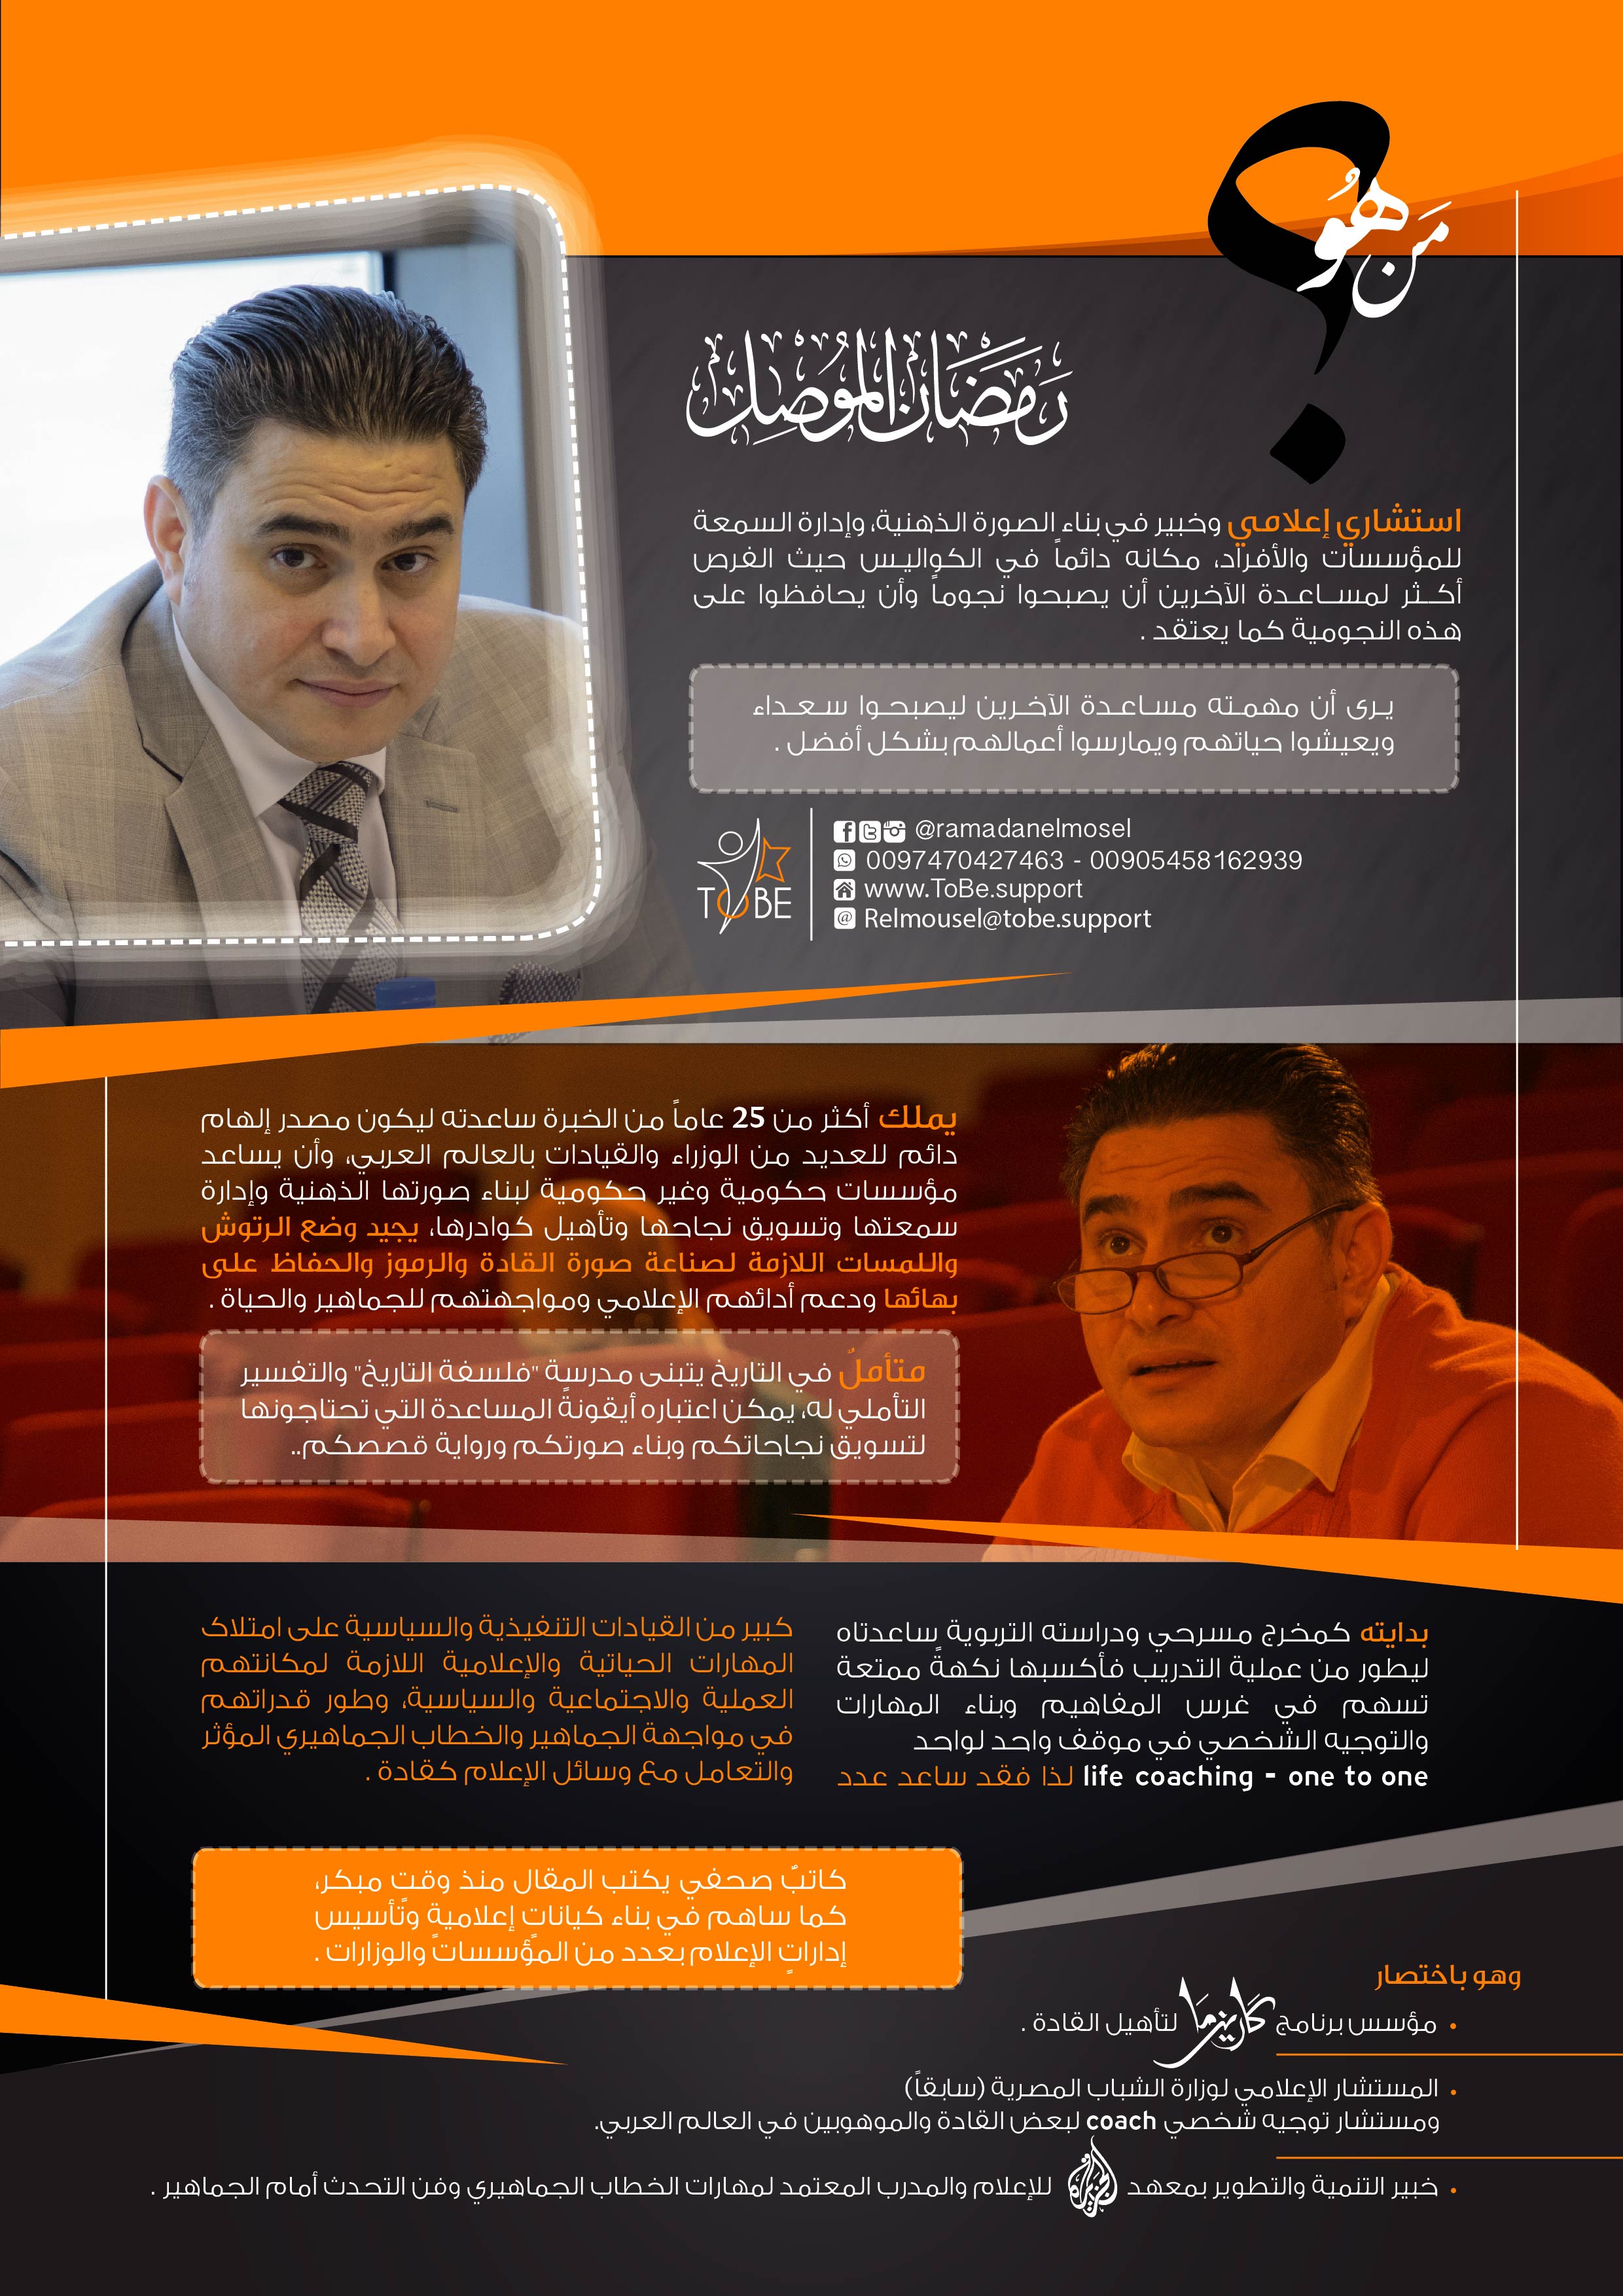 مَن هُوَ ؟
رَمَضَان المُوصِل
استشاري إعلامي وخبير في بناء الصورة الذهنية، وإدارة السمعة
للمؤسسات والأفراد، مكانه دائماً في الكواليس حيث الفرص
أكثر لمساعدة الآخرين أن يصبحوا نجوماً وأن يحافظوا على
هذه النجومية كما يعتقد .
يرى أن مهمته مساعدة الآخرين ليصبحوا سعداء
ويعيشوا حياتهم ويمارسوا أعمالهم بشكل أفضل .
TOBE
@ramadanelmosel
0097470427463 - 00905458162939
www.ToBe.support
Relmousel@tobe.support
يملك أكثر من 25 عاماً من الخبرة ساعدته ليكون مصدر إلهام
دائم للعديد من الوزراء والقيادات بالعالم العربي، وأن يساعد
مؤسسات حكومية وغير حكومية لبناء صورتها الذهنية وإدارة
سمعتها وتسويق نجاحها وتأهيل كوادرها، يجيد وضع الرتوش
واللمسات اللازمة لصناعة صورة القادة والرموز والحفاظ على
بهائها ودعم أدائهم الإعلامي ومواجهتهم للجماهير والحياة .
متأملٌ في التاريخ يتبنى مدرسة "فلسفة التاريخ" والتفسير
التأملي له، يمكن اعتباره أيقونةً المساعدة التي تحتاجونها
لتسويق نجاحاتكم وبناء صورتكم ورواية قصصكم..
بدايته كمخرج مسرحي ودراسته التربوية ساعدتاه
ليطور من عملية التدريب فأكسبها نكهةً ممتعة
تسهم في غرس المفاهيم وبناء المهارات
والتوجيه الشخصي في موقف واحد لواحد
life coaching - one to one لذا فقد ساعد عدد
كبير من القيادات التنفيذية والسياسية على امتلاك
المهارات الحياتية والإعلامية اللازمة لمكانتهم
العملية والاجتماعية والسياسية، وطور قدراتهم
في مواجهة الجماهير والخطاب الجماهيري المؤثر
والتعامل مع وسائل الإعلام كقادة .
كاتبٌ صحفي يكتب المقال منذ وقت مبكر،
كما ساهم في بناء كياناتٍ إعلامية وتأسيس
إداراتٍ الإعلام بعدد من المؤسسات والوزارات .
وهو باختصار
• مؤسس برنامج كاريزما لتأهيل القادة .
• المستشار الإعلامي لوزارة الشباب المصرية (سابقاً)
ومستشار توجيه شخصي coach لبعض القادة والموهوبين في العالم العربي.
• خبير التنمية والتطوير بمعهد الجزيرة للإعلام والمدرب المعتمد لمهارات الخطاب الجماهيري وفن التحدث أمام الجماهير .